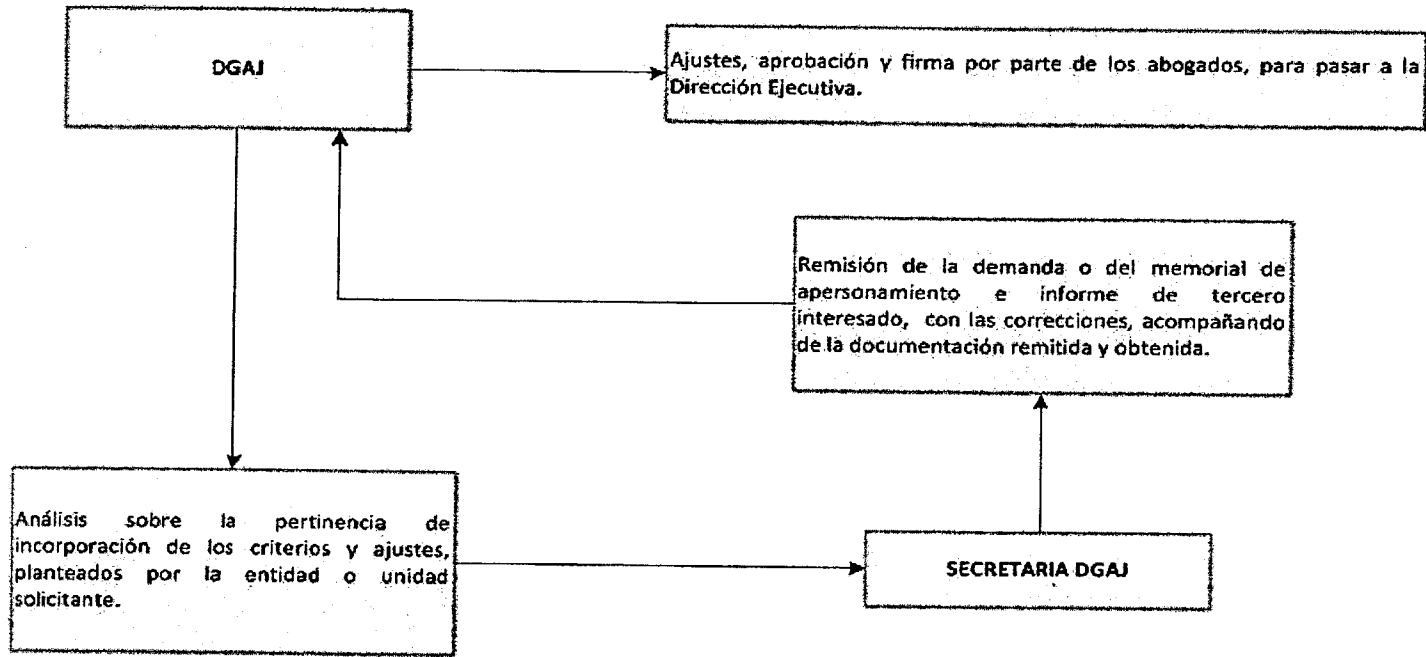 DGAJ
Ajustes, aprobación y firma por parte de los abogados, para pasar a la
Dirección Ejecutiva.
Remisión de la demanda o del memorial de
apersonamiento e informe de tercero
interesado, con las correcciones, acompañando
de la documentación remitida y obtenida.
Análisis sobre la pertinencia de
incorporación de los criterios y ajustes,
planteados por la entidad o unidad
solicitante.
SECRETARIA DGAJ